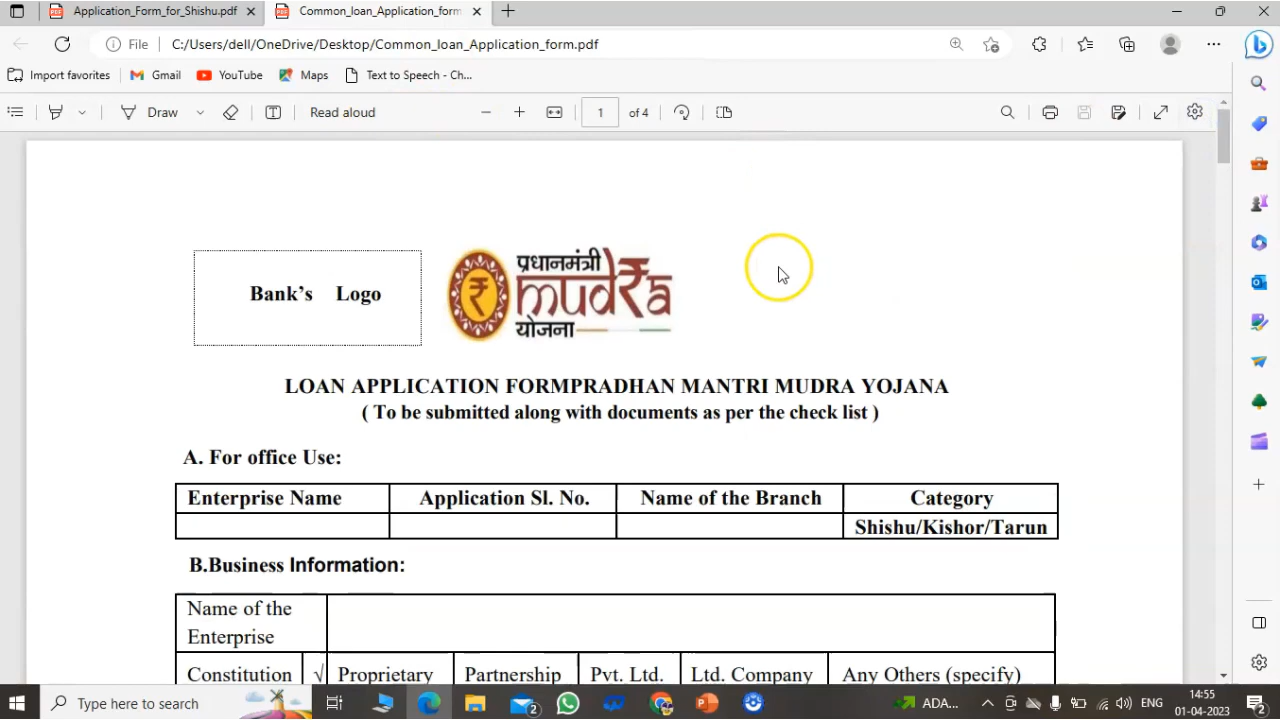 Application_Form_for_Shishu.pdf
Common_loan_Application_form
File C:/Users/dell/OneDrive/Desktop/Common_loan_Application_form.pdf
Import favorites Gmail YouTube Maps Text to Speech - Ch...
Draw Read aloud 1 of 4
Bank's Logo
प्रधानमंत्री
mudra
योजना
LOAN APPLICATION FORMPRADHAN MANTRI MUDRA YOJANA
( To be submitted along with documents as per the check list )
A. For office Use:
Enterprise Name Application Sl. No. Name of the Branch Category
Shishu/Kishor/Tarun
B.Business Information:
Name of the
Enterprise
Constitution √ Proprietary Partnership Pvt. Ltd. Ltd. Company Any Others (specify)
Type here to search
2
ADA...
ENG
14:55
01-04-2023
2